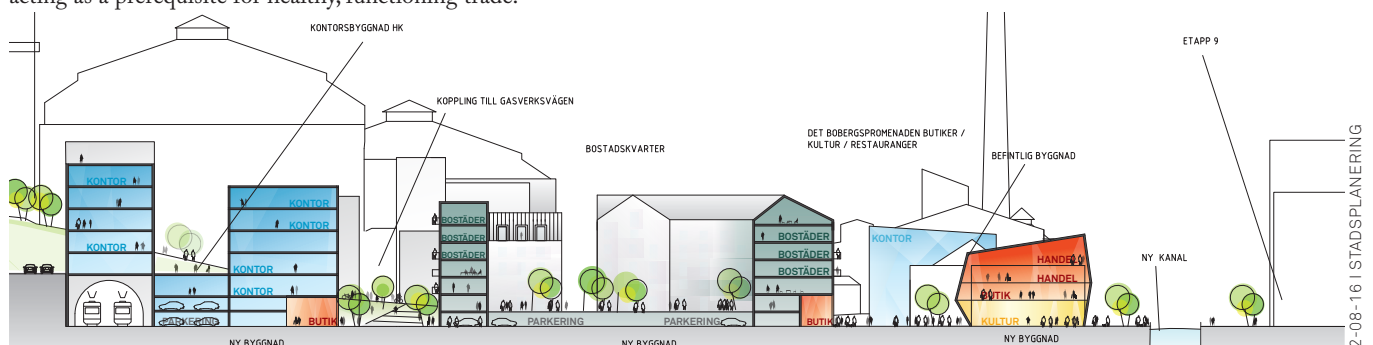 acting as a prerequisite for healthy, functioning trade.
KONTORSBYGGNAD HK
KOPPLING TILL GASVERKSVÄGEN
BOSTADSKVARTER
DET BOBERGSPROMENADEN BUTIKER /
KULTUR / RESTAURANGER
BEFINTLIG BYGGNAD
ETAPP 9
NY KANAL
KONTOR
KONTOR
PARKERING
KONTOR
KONTOR
KONTOR
KONTOR
BUTIK
BOSTÄDER
BOSTÄDER
BOSTÄDER
PARKERING
PARKERING
BOSTÄDER
BOSTÄDER
BOSTÄDER
BUTIK
KONTOR
HANDEL
HANDEL
BUTIK
KULTUR
NY BYGGNAD
NY BYGGNAD
NY BYGGNAD
2-08-16 I STADSPLANERING